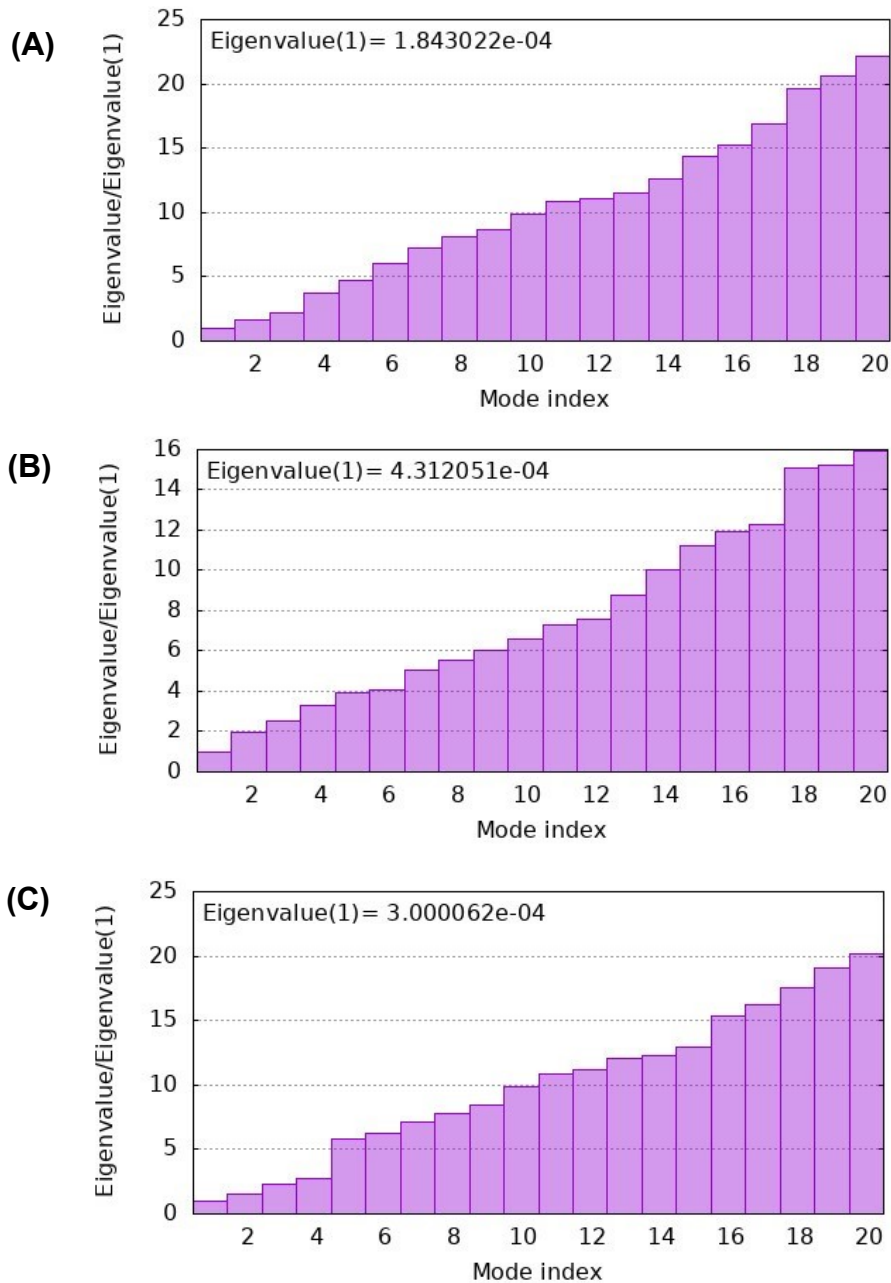 (A)
Eigenvalue(1)= 1.843022e-04
Eigenvalue/Eigenvalue(1)
25
20
15
10
5
0
2 4 6 8 10 12 14 16 18 20
Mode index
(B)
Eigenvalue(1)= 4.312051e-04
Eigenvalue/Eigenvalue(1)
16
14
12
10
8
6
4
2
0
2 4 6 8 10 12 14 16 18 20
Mode index
(C)
Eigenvalue(1)= 3.000062e-04
Eigenvalue/Eigenvalue(1)
25
20
15
10
5
0
2 4 6 8 10 12 14 16 18 20
Mode index